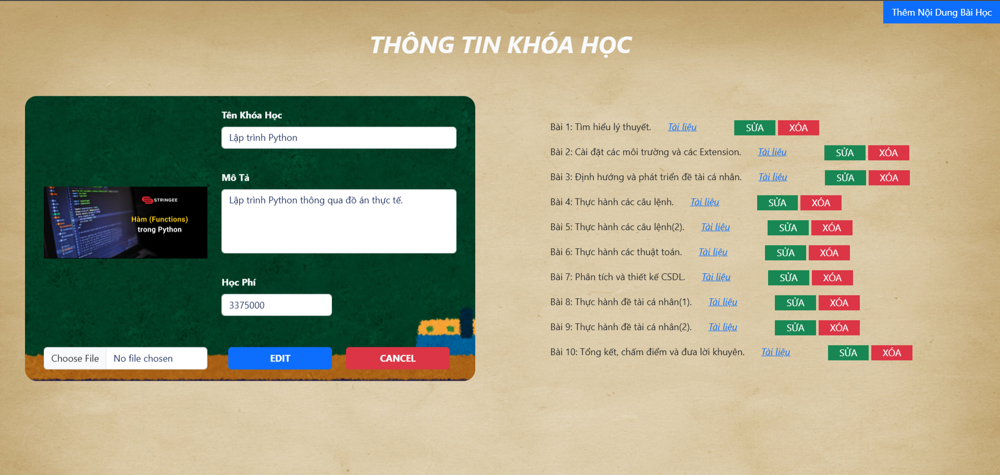 Thêm Nội Dung Bài Học
THÔNG TIN KHÓA HỌC
Tên Khóa Học
Lập trình Python
Mô Tả
Lập trình Python thông qua đồ án thực tế.
STRINGEE
Hàm (Functions)
trong Python
Học Phí
3375000
Choose File No file chosen
EDIT CANCEL
Bài 1: Tìm hiểu lý thuyết. Tài liệu SỬA XÓA
Bài 2: Cài đặt các môi trường và các Extension. Tài liệu SỬA XÓA
Bài 3: Định hướng và phát triển đề tài cá nhân. Tài liệu SỬA XÓA
Bài 4: Thực hành các câu lệnh. Tài liệu SỬA XÓA
Bài 5: Thực hành các câu lệnh(2). Tài liệu SỬA XÓA
Bài 6: Thực hành các thuật toán. Tài liệu SỬA XÓA
Bài 7: Phân tích và thiết kế CSDL. Tài liệu SỬA XÓA
Bài 8: Thực hành đề tài cá nhân(1). Tài liệu SỬA XÓA
Bài 9: Thực hành đề tài cá nhân(2). Tài liệu SỬA XÓA
Bài 10: Tổng kết, chấm điểm và đưa lời khuyên. Tài liệu SỬA XÓA